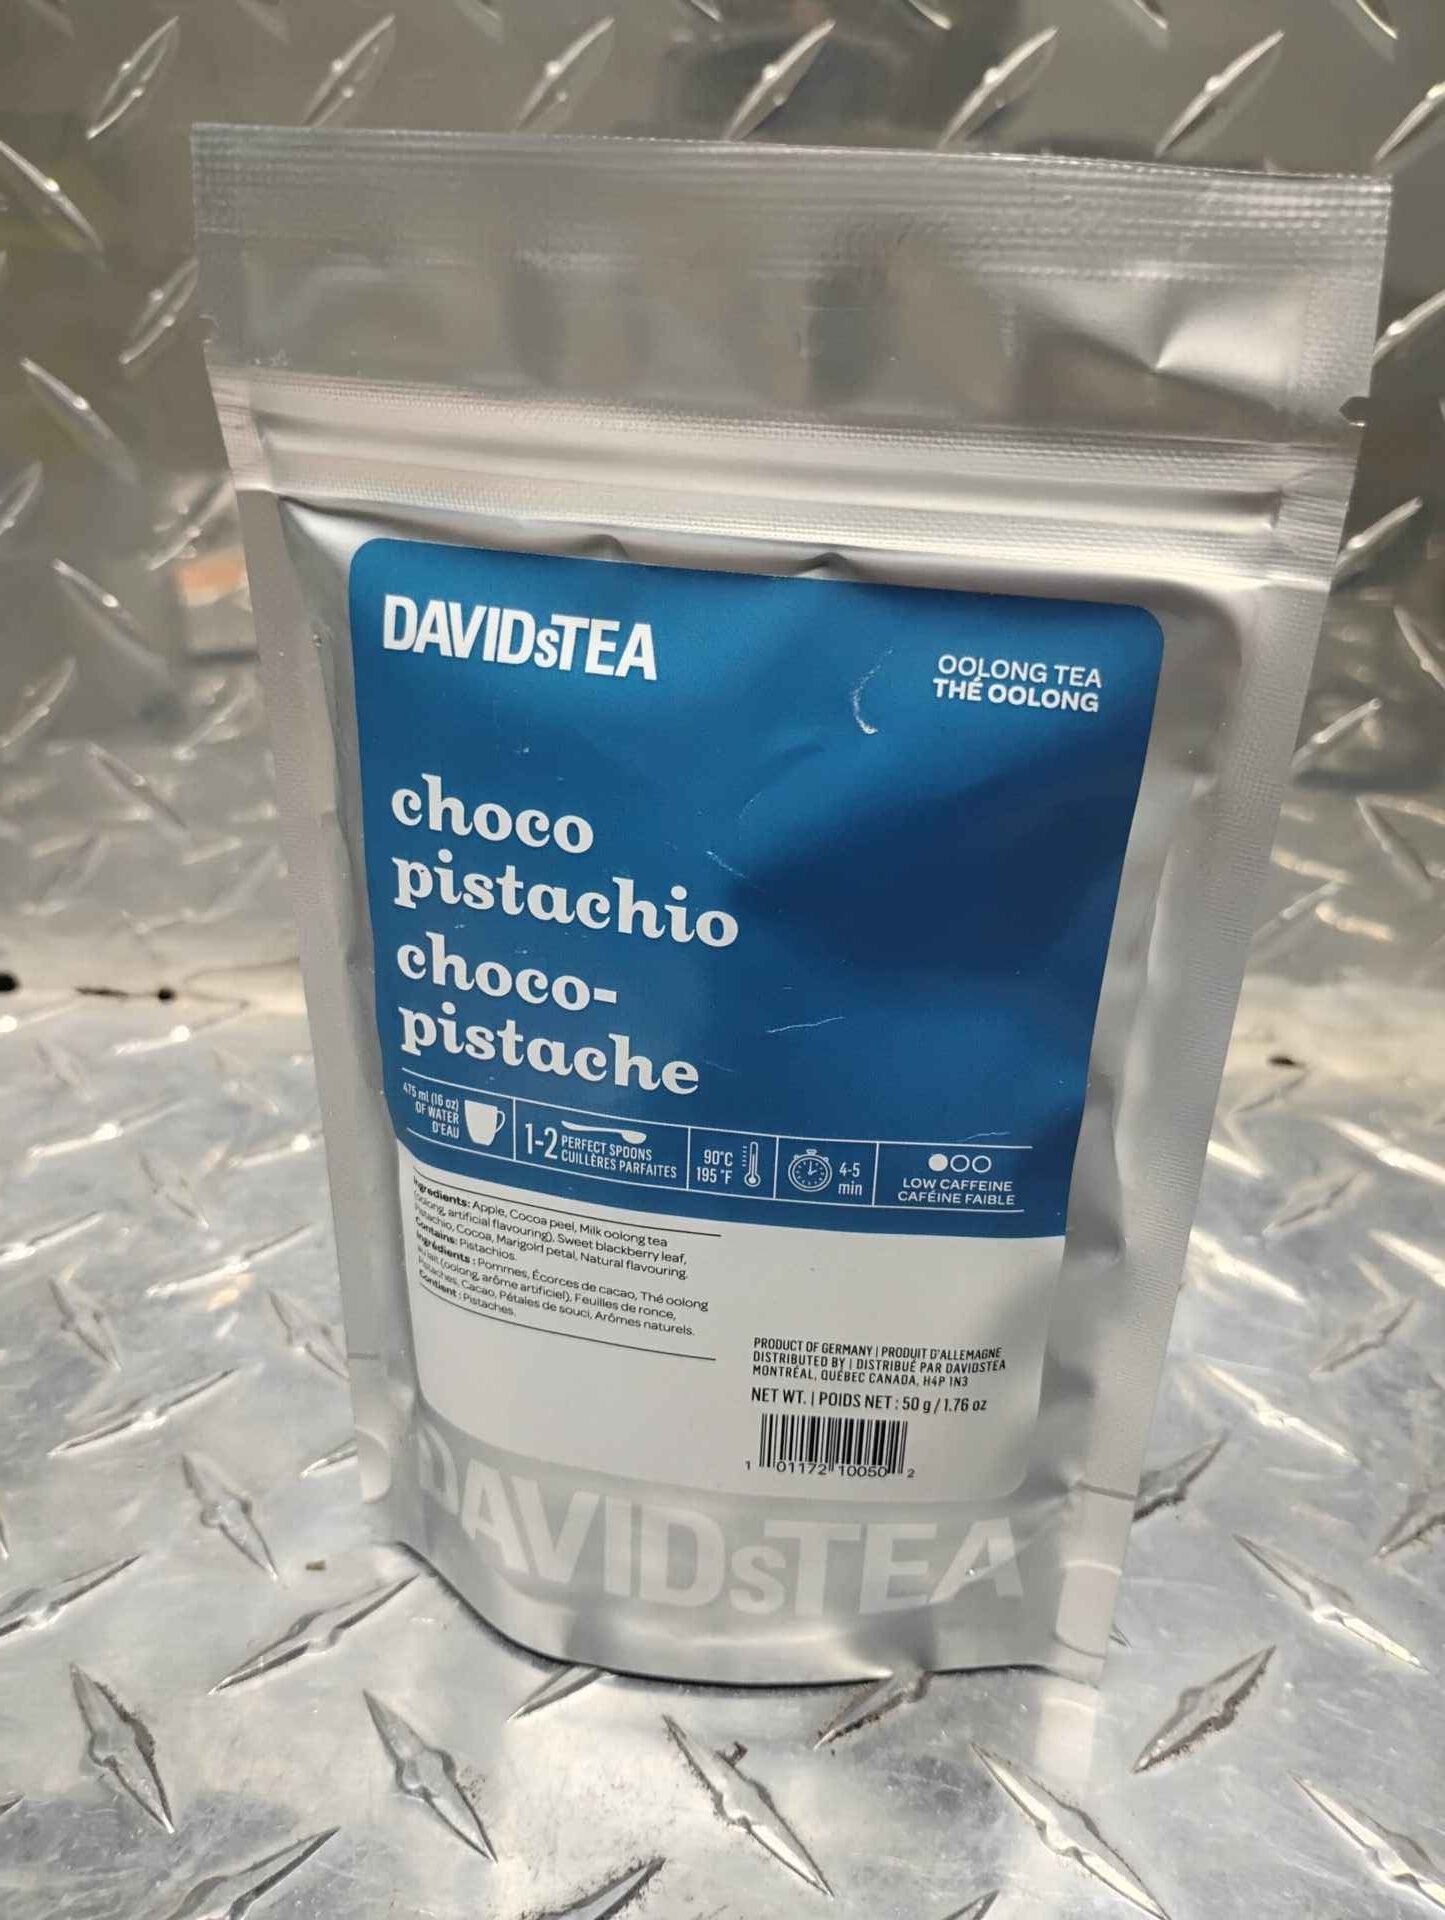 DAVIDsTEA
OOLONG TEA
THÉ OOLONG
choco
pistachio
choco-
pistache
475 ml (16 oz)
OF WATER
D'EAU
1-2 PERFECT SPOONS
CUILLÈRES PARFAITES
90°C
195 °F
4-5
min
LOW CAFFEINE
CAFÉINE FAIBLE
Ingredients: Apple, Cocoa peel, Milk oolong tea
(oolong, artificial flavouring), Sweet blackberry leaf,
Pistachio, Cocoa, Marigold petal, Natural flavouring.
Contains: Pistachios.
Ingrédients : Pommes, Écorces de cacao, Thé oolong
au lait (oolong, arôme artificiel), Feuilles de ronce,
Pistaches, Cacao, Pétales de souci, Arômes naturels.
Contient : Pistaches.
PRODUCT OF GERMANY | PRODUIT D'ALLEMAGNE
DISTRIBUTED BY | DISTRIBUÉ PAR DAVIDSTEA
MONTRÉAL, QUÉBEC CANADA, H4P 1N3
NET WT. | POIDS NET : 50 g / 1.76 oz
1 01172 10050 2
DAVIDsTEA